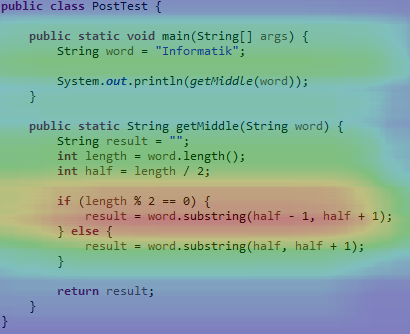 public class PostTest {
public static void main(String[] args) {
String word = "Informatik";
System.out.println(getMiddle(word));
}
public static String getMiddle(String word) {
String result = "";
int length = word.length();
int half = length / 2;
if (length % 2 == 0) {
result = word.substring(half - 1, half + 1);
} else {
result = word.substring(half, half + 1);
}
return result;
}
}